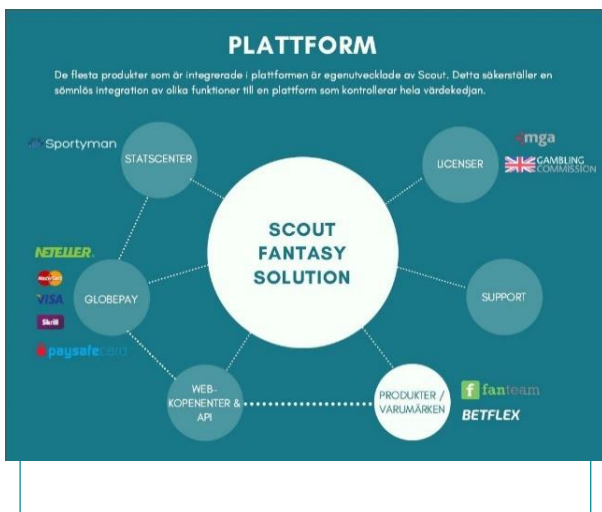 PLATTFORM
De flesta produkter som är integrerade i plattformen är egenutvecklade av Scout. Detta säkerställer en
sömnlös integration av olika funktioner till en plattform som kontrollerar hela värdekedjan.
Sportyman
STATSCENTER
LICENSER
mga
GAMBLING
COMMISSION
SCOUT
FANTASY
SOLUTION
NETELLER
MasterCard
VISA
Skrill
paysafecard
GLOBEPAY
SUPPORT
WEB-
KOPENENTER &
API
PRODUKTER /
VARUMÄRKEN
f fanteam
BETFLEX